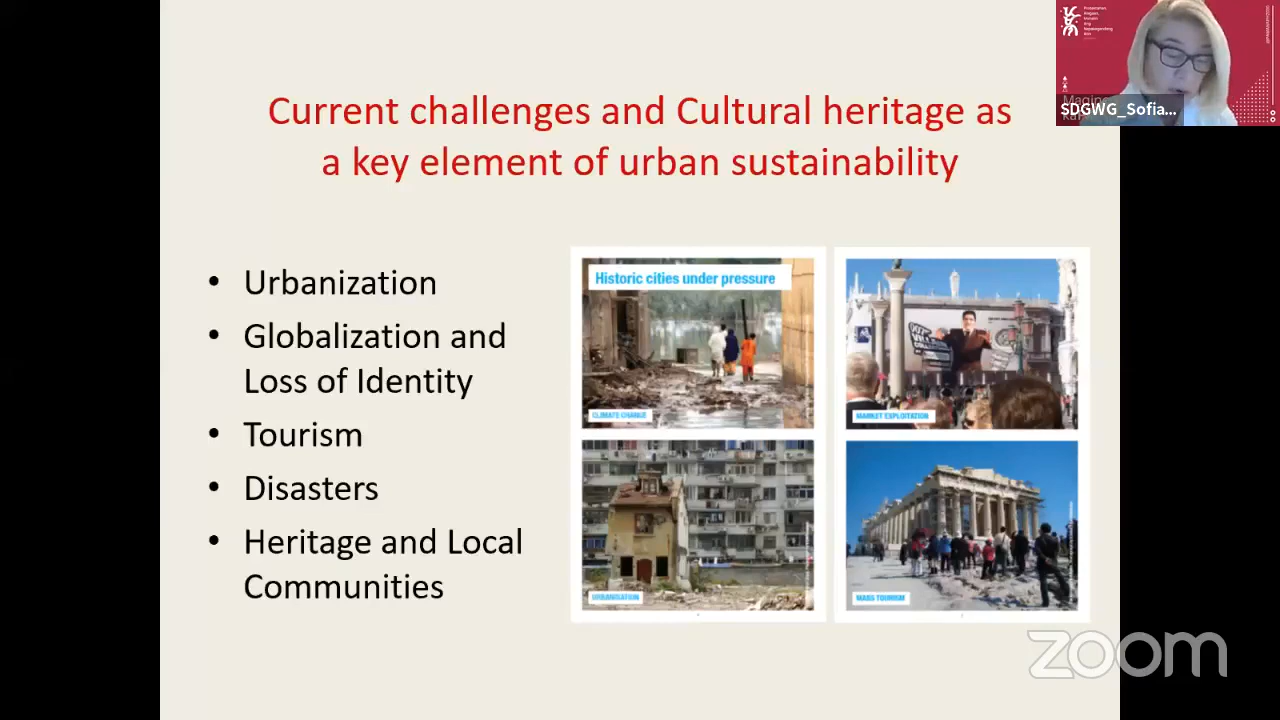 Current challenges and Cultural heritage as
a key element of urban sustainability
SDGWG_Sofia...
• Urbanization
• Globalization and
Loss of Identity
• Tourism
• Disasters
• Heritage and Local
Communities
Historic cities under pressure
CLIMATE CHANGE
MARKET EXPLOITATION
URBANISATION
MASS TOURISM
zoom